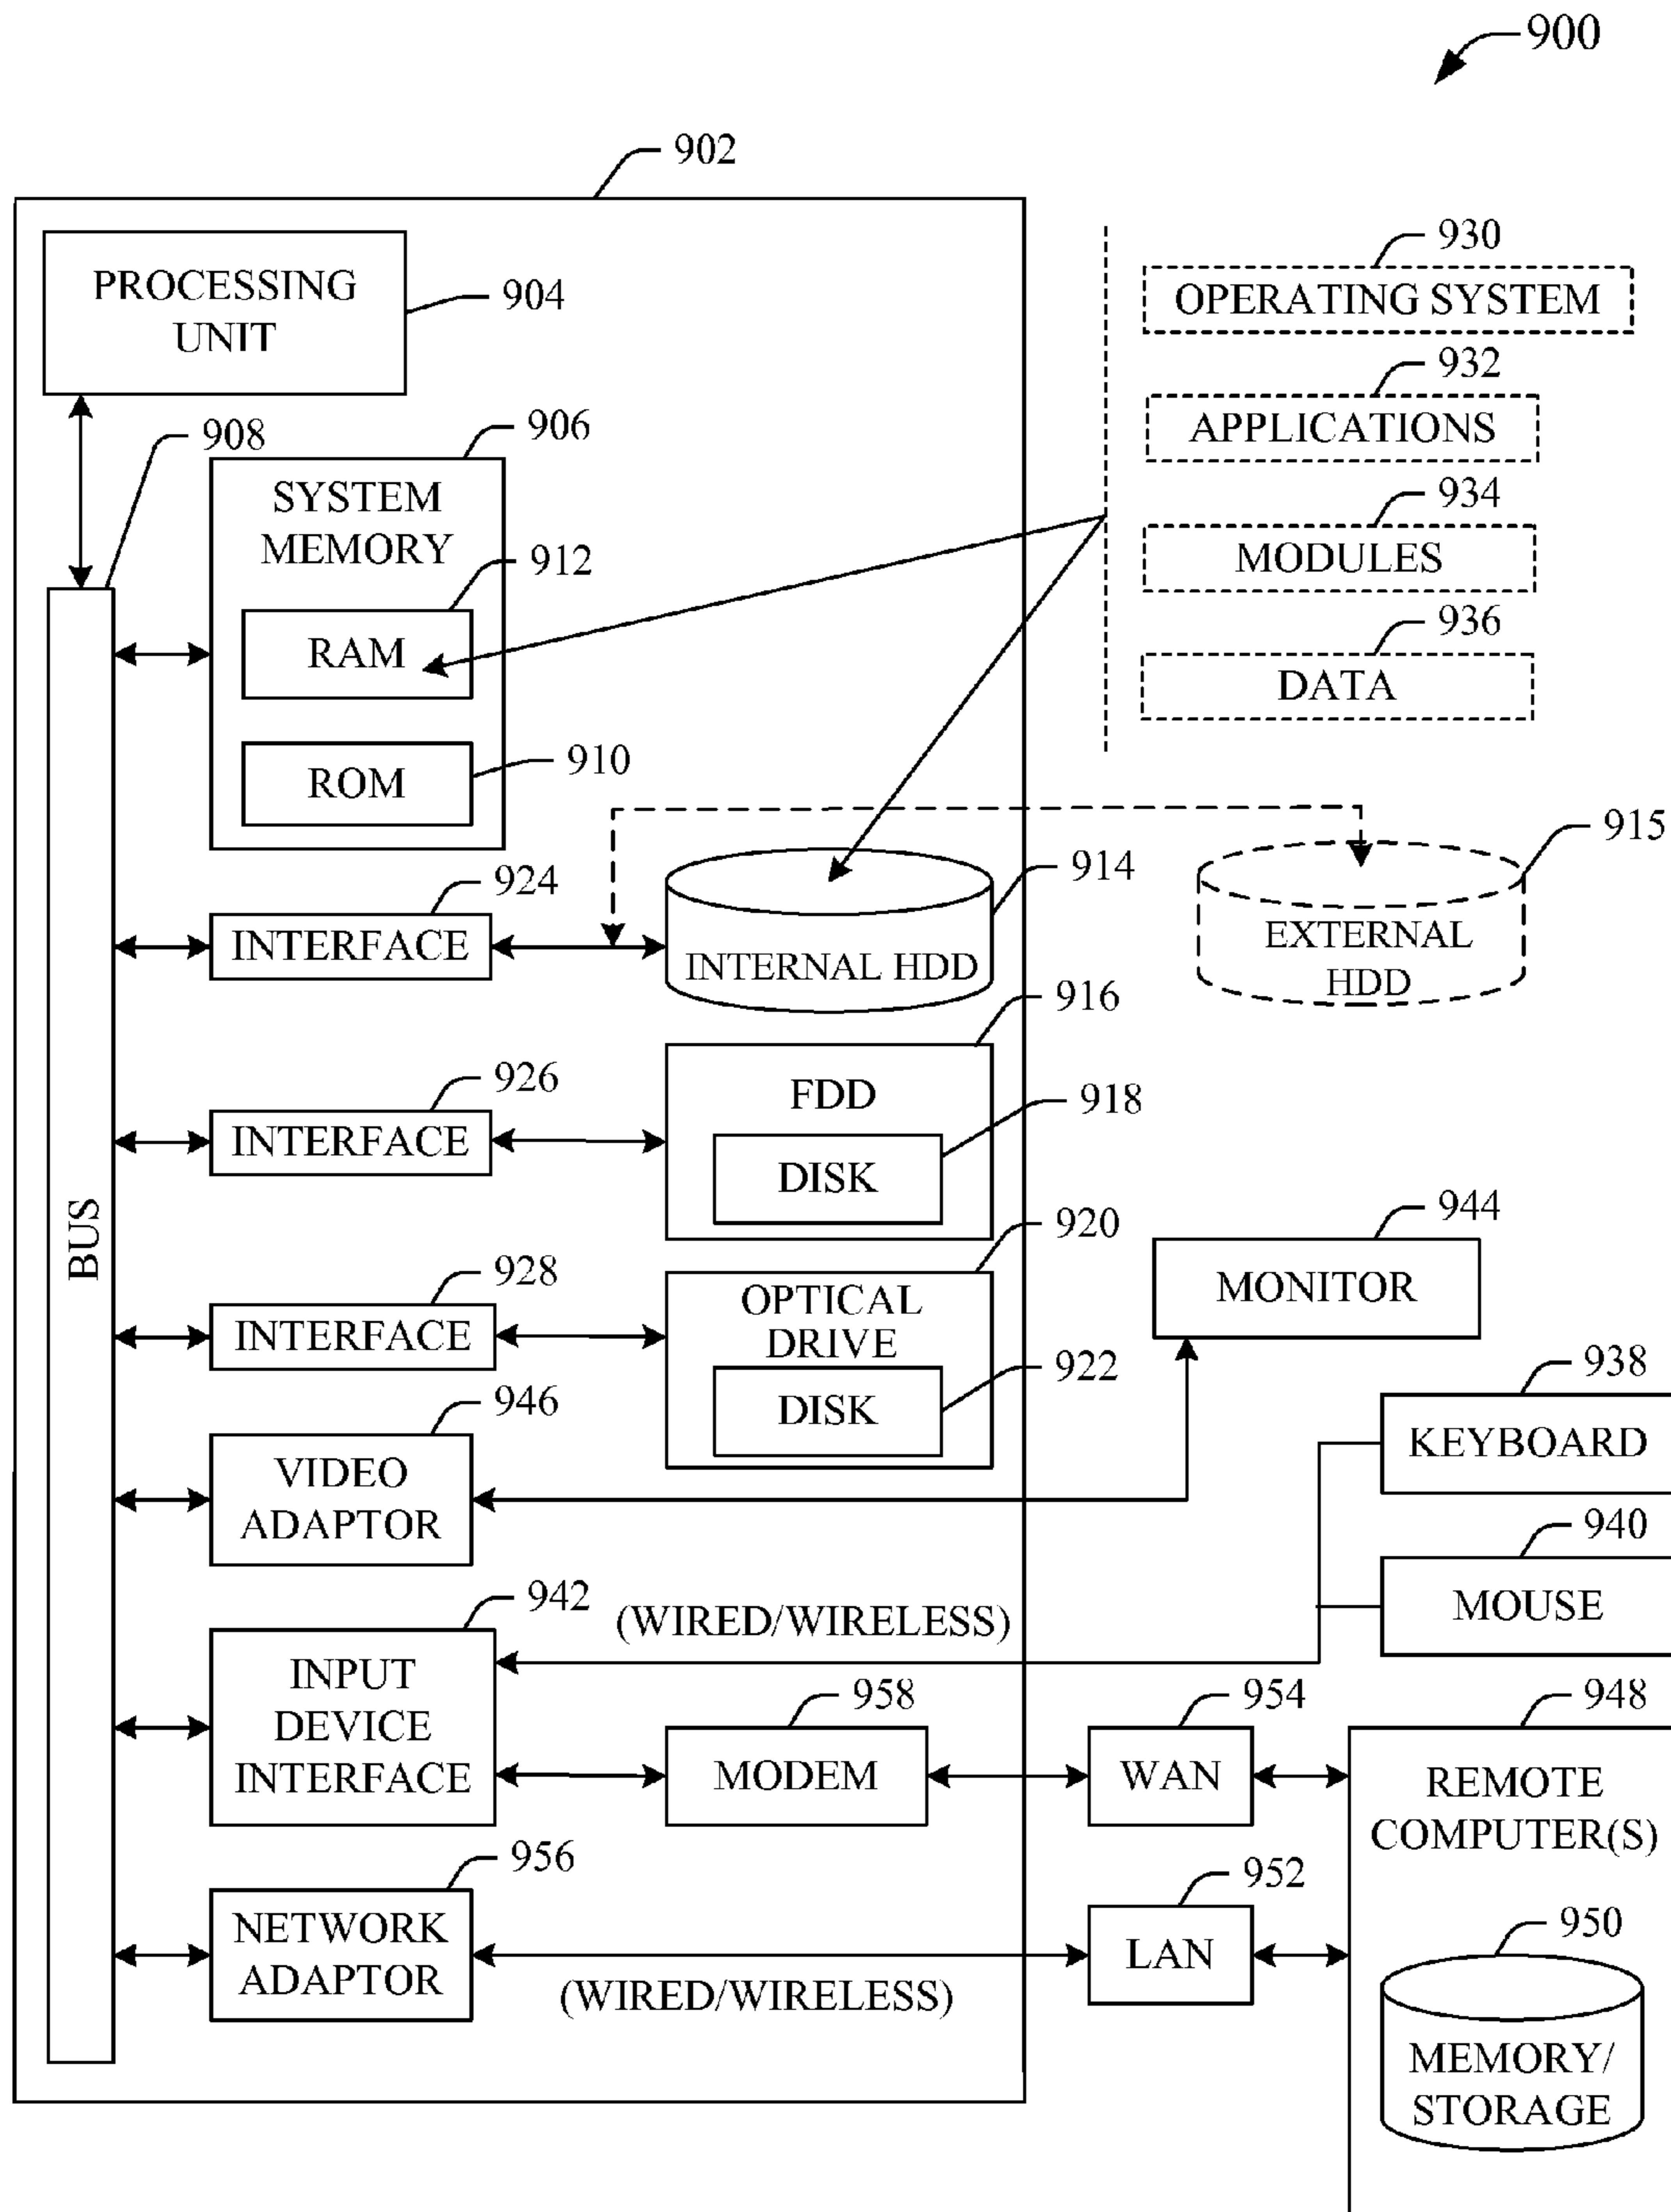 900
902
PROCESSING
UNIT
904
930
OPERATING SYSTEM
932
APPLICATIONS
934
MODULES
936
DATA
908
906
SYSTEM
MEMORY
912
RAM
910
ROM
924
INTERFACE
914
INTERNAL HDD
915
EXTERNAL
HDD
926
INTERFACE
916
FDD
918
DISK
928
INTERFACE
920
OPTICAL
DRIVE
922
DISK
BUS
944
MONITOR
946
VIDEO
ADAPTOR
938
KEYBOARD
940
MOUSE
942
INPUT
DEVICE
INTERFACE
(WIRED/WIRELESS)
958
MODEM
954
WAN
948
REMOTE
COMPUTER(S)
956
NETWORK
ADAPTOR
(WIRED/WIRELESS)
952
LAN
950
MEMORY/
STORAGE